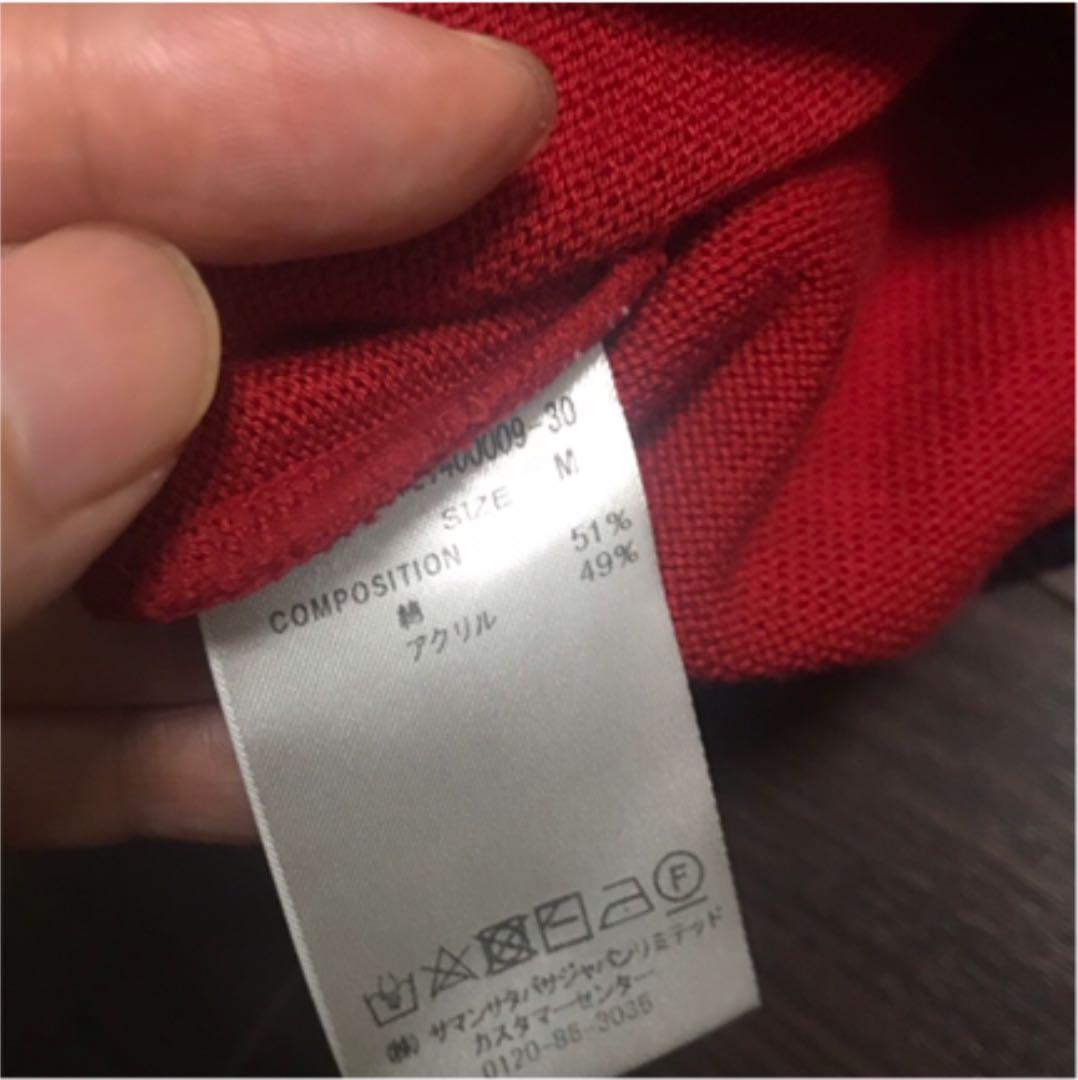 -30
SIZE M
COMPOSITION
綿 51%
アクリル 49%
F
(株) サマンサタバサジャパンリミテッド
カスタマーセンター
0120-86-3035